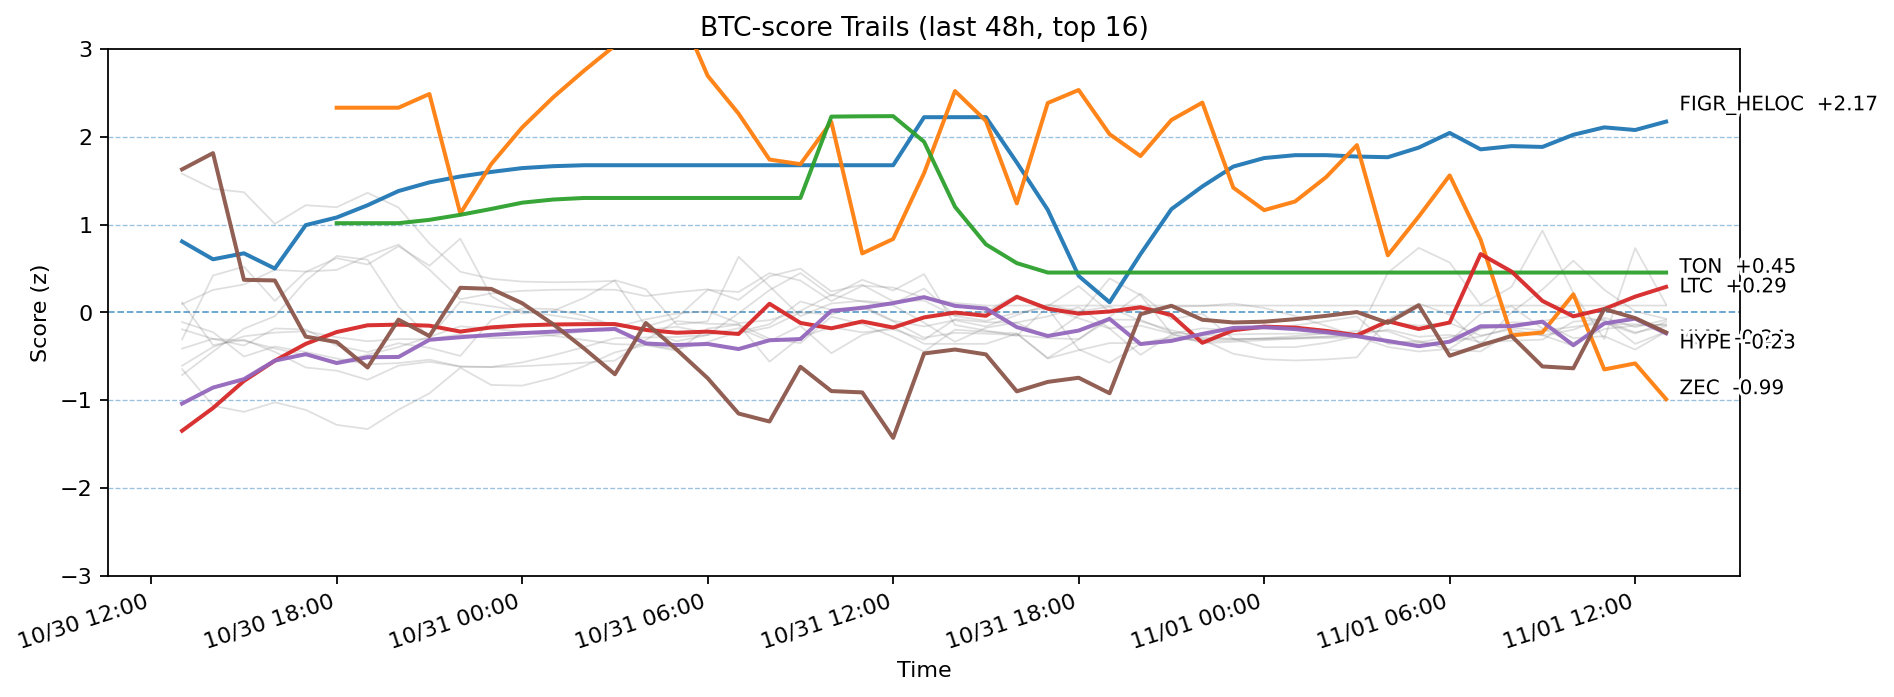 BTC-score Trails (last 48h, top 16)
Score (z)
3
2
1
0
−1
−2
−3
FIGR_HELOC +2.17
TON +0.45
LTC +0.29
HYPE -0.23
ZEC -0.99
10/30 12:00
10/30 18:00
10/31 00:00
10/31 06:00
10/31 12:00
10/31 18:00
11/01 00:00
11/01 06:00
11/01 12:00
Time